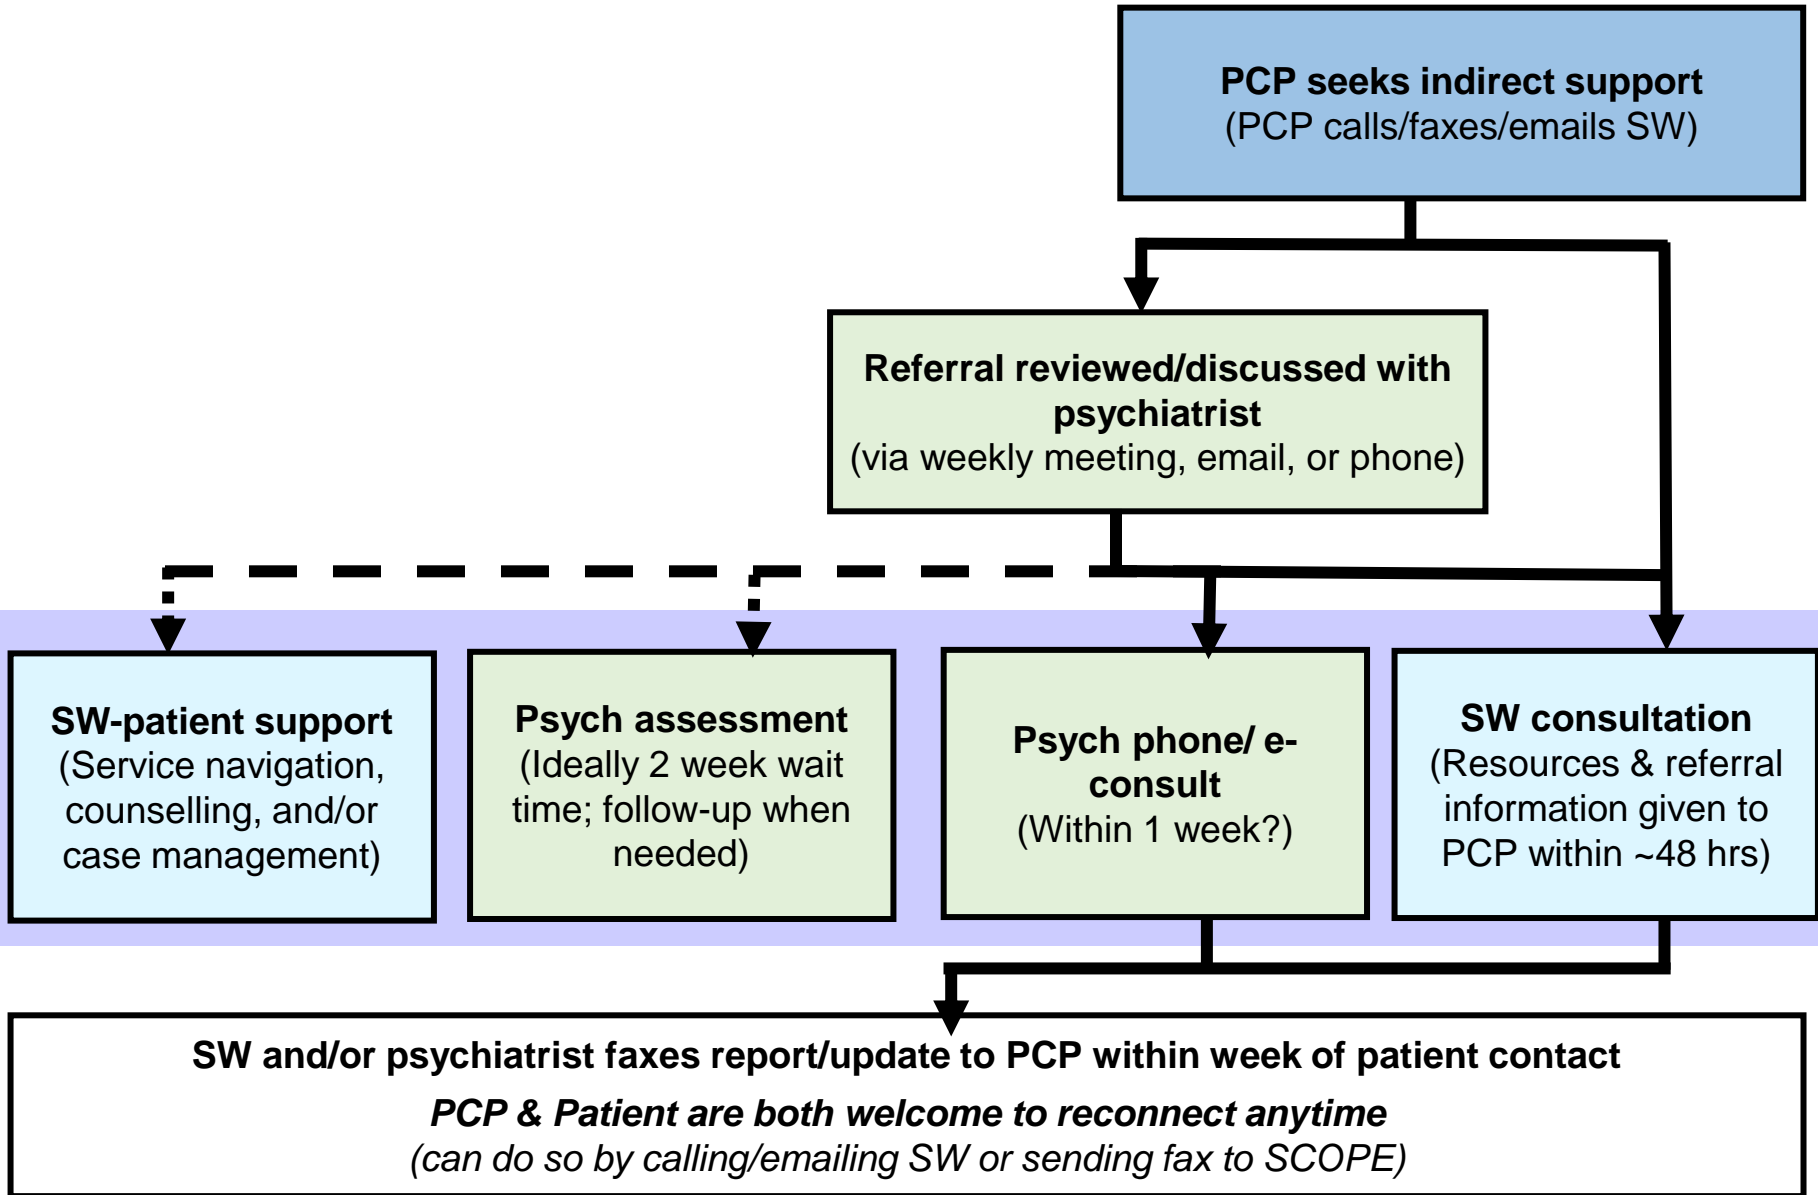 PCP seeks indirect support
(PCP calls/faxes/emails SW)
Referral reviewed/discussed with
psychiatrist
(via weekly meeting, email, or phone)
SW-patient support
(Service navigation,
counselling, and/or
case management)
Psych assessment
(Ideally 2 week wait
time; follow-up when
needed)
Psych phone/ e-
consult
(Within 1 week?)
SW consultation
(Resources & referral
information given to
PCP within ~48 hrs)
SW and/or psychiatrist faxes report/update to PCP within week of patient contact
PCP & Patient are both welcome to reconnect anytime
(can do so by calling/emailing SW or sending fax to SCOPE)